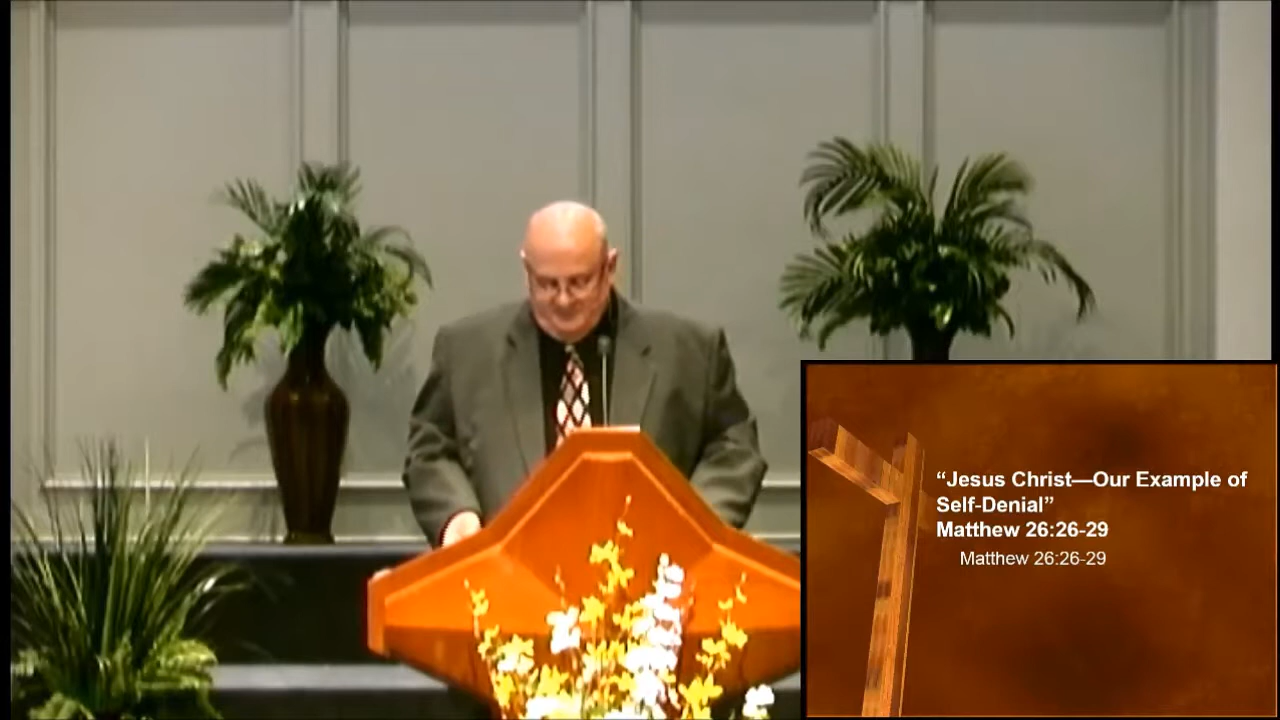 “Jesus Christ—Our Example of
Self-Denial”
Matthew 26:26-29
Matthew 26:26-29